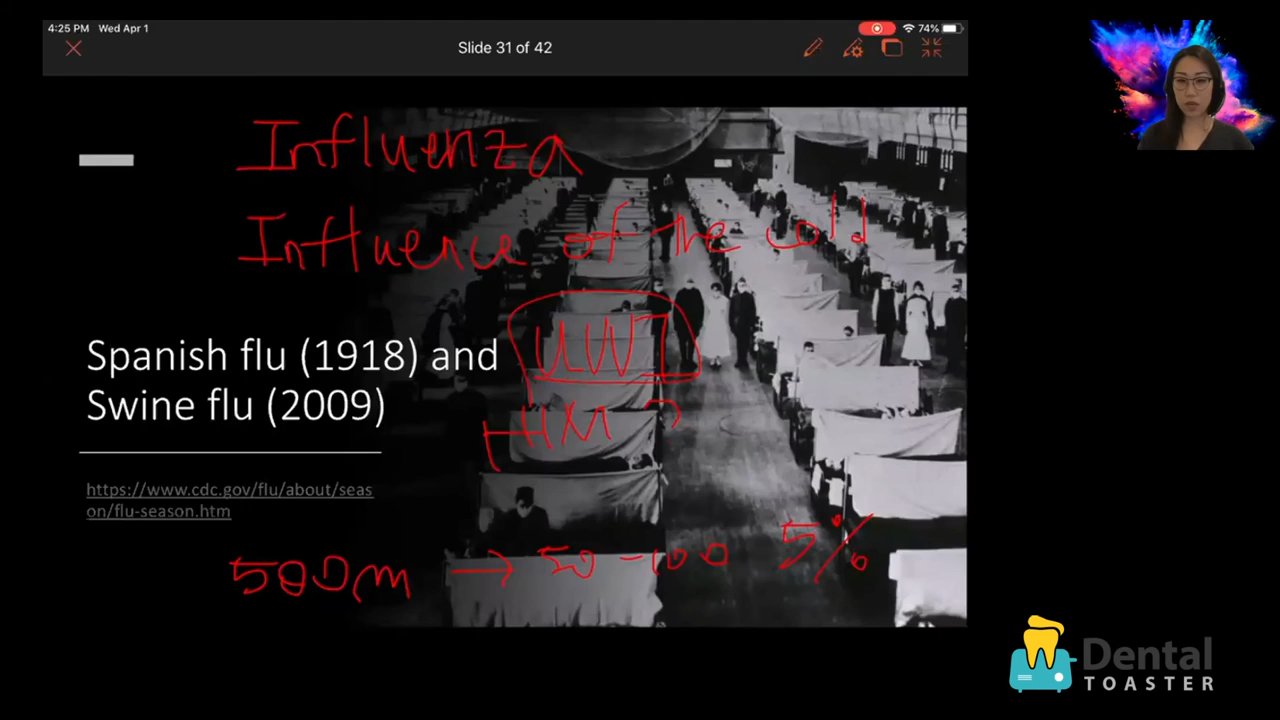 4:25 PM Wed Apr 1
74%
Slide 31 of 42
Influenza
Influence of the cold
Spanish flu (1918) and
Swine flu (2009)
https://www.cdc.gov/flu/about/seas
on/flu-season.htm
500m → 50-100 5%
Dental
TOASTER